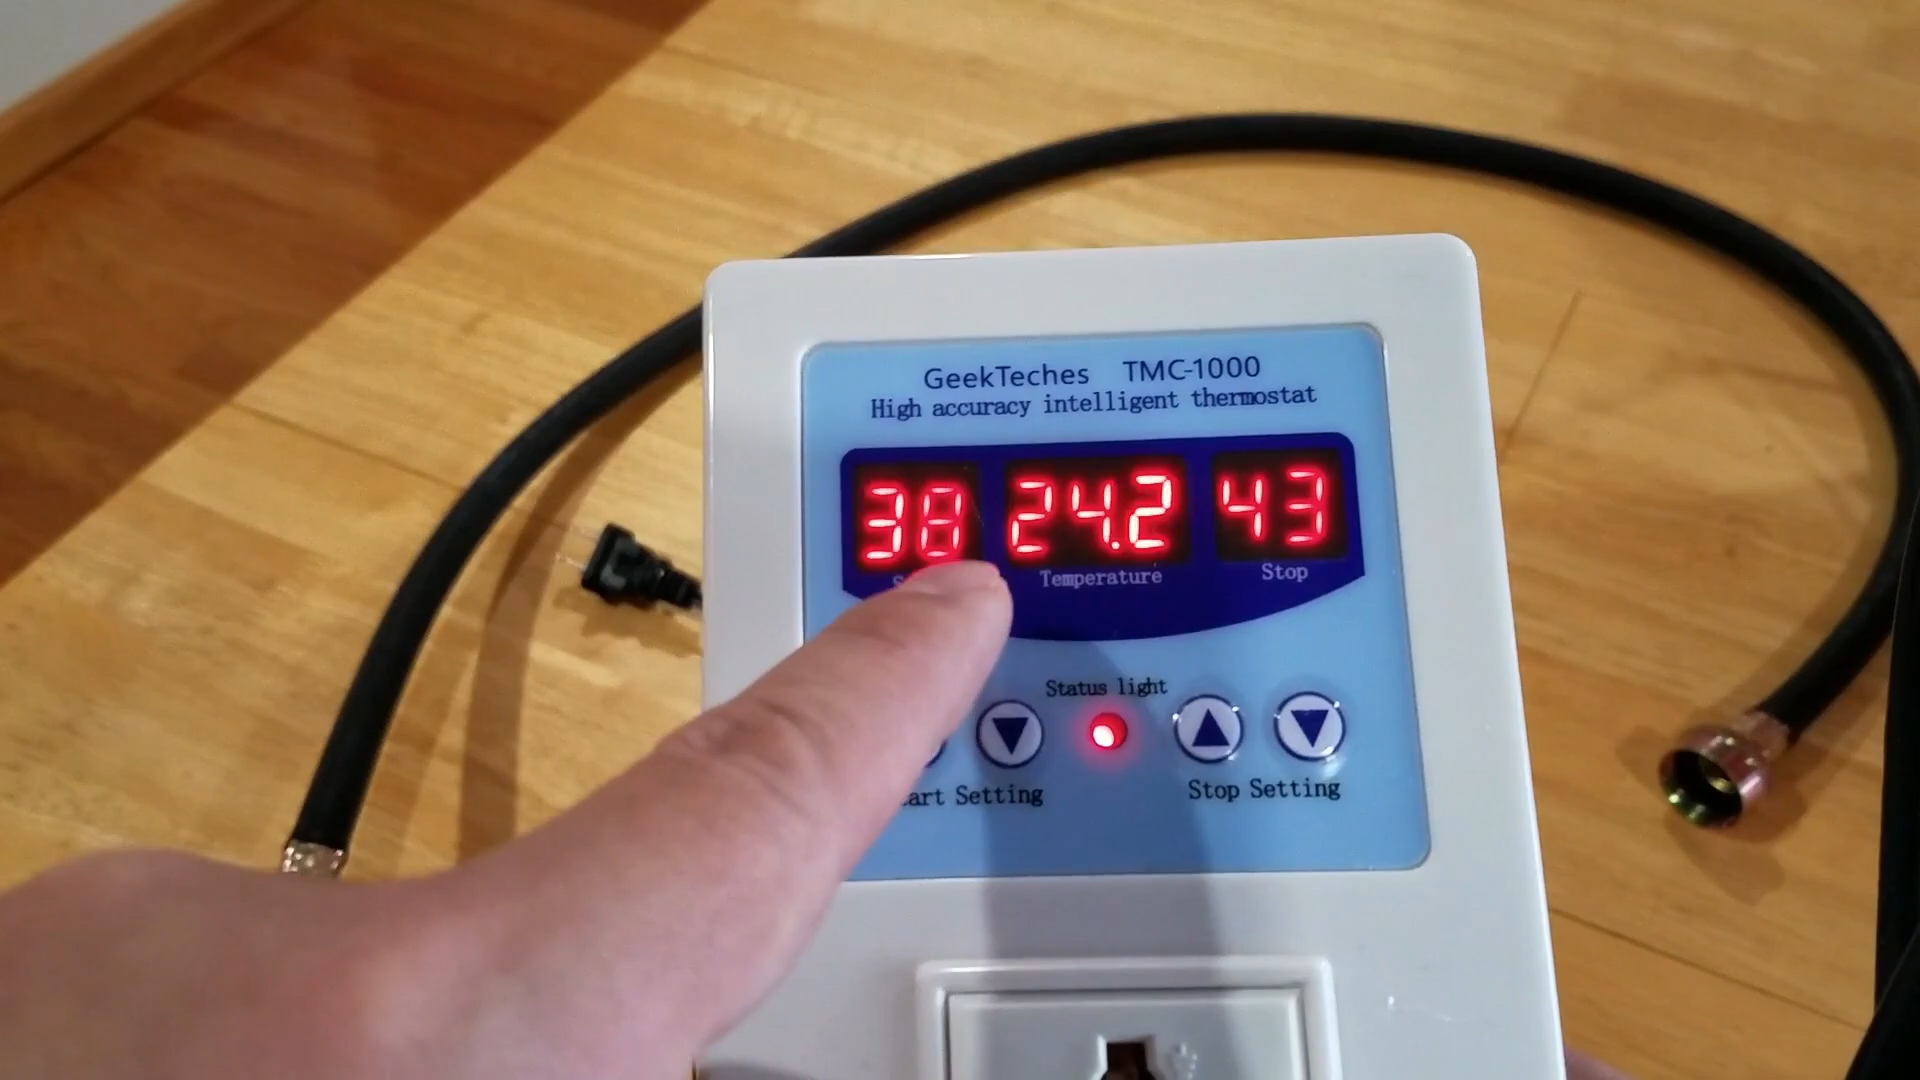 GeekTeches TMC-1000
High accuracy intelligent thermostat
38 24.2 43
Temperature Stop
Status light
Setting Stop Setting